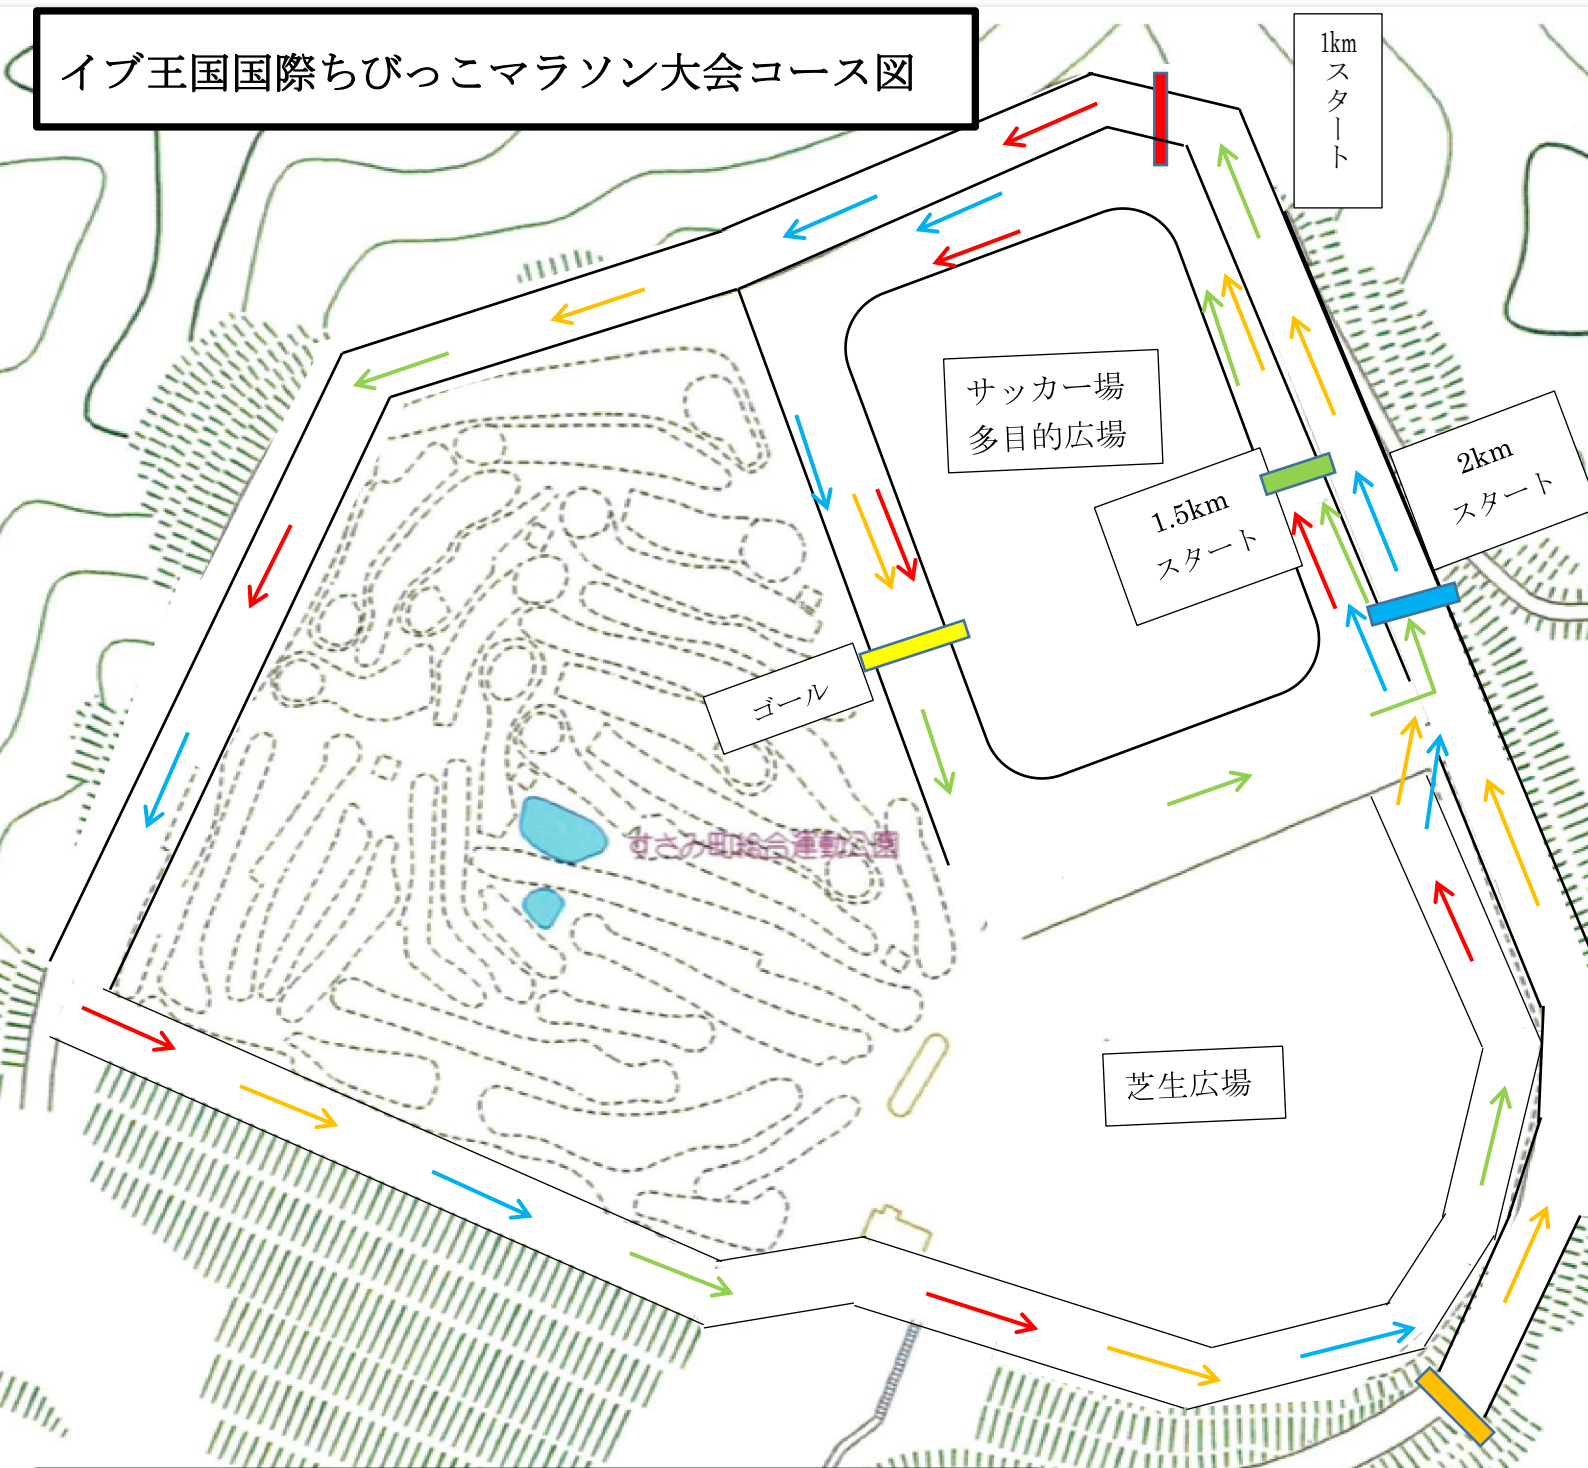 イブ王国国際ちびっこマラソン大会コース図
1km
スタート
サッカー場
多目的広場
2km
スタート
1.5km
スタート
ゴール
すさみ町総合運動公園
芝生広場